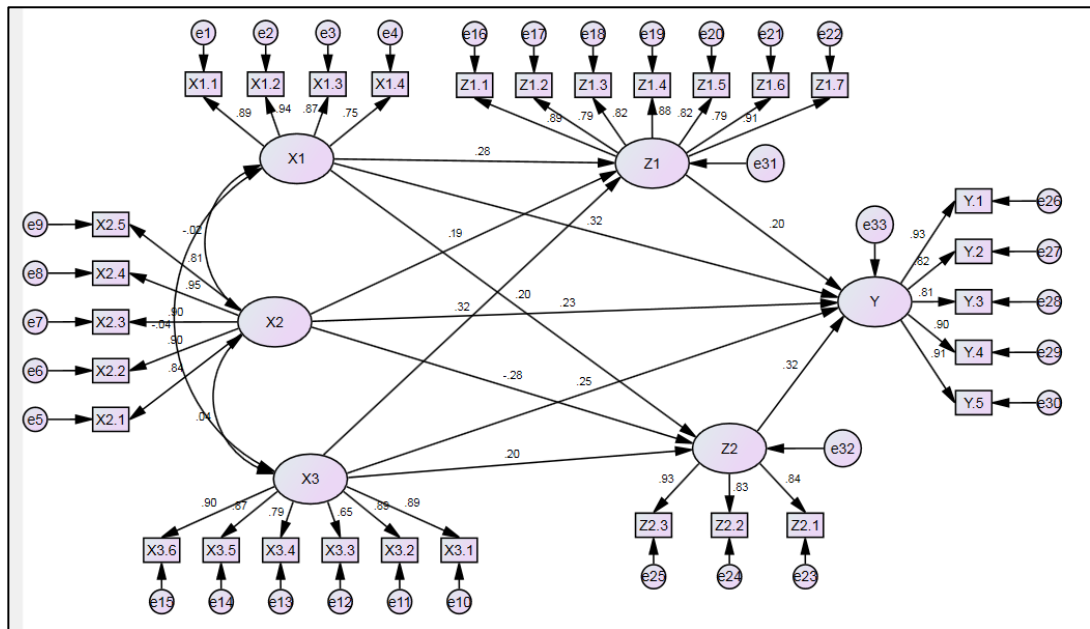 e1 e2 e3 e4 e16 e17 e18 e19 e20 e21 e22
X1.1 X1.2 X1.3 X1.4 Z1.1 Z1.2 Z1.3 Z1.4 Z1.5 Z1.6 Z1.7
.89 .94 .87 .75 .89 .79 .82 .88 .82 .79 .91
X1 .28 Z1 e31
e9 X2.5 -.02 .19 .32 .20 e33 Y.1 e26
.81 .93
e8 X2.4 .95 .82 Y.2 e27
e7 X2.3 .90 -.04 X2 .32 .20 .23 Y .81 Y.3 e28
e6 X2.2 .90 .90 Y.4 e29
.84 -.28 .25 .32 .91
e5 X2.1 .04 Y.5 e30
X3 .20 Z2 e32
.90 .87 .79 .65 .89 .89 .93 .83 .84
X3.6 X3.5 X3.4 X3.3 X3.2 X3.1 Z2.3 Z2.2 Z2.1
e15 e14 e13 e12 e11 e10 e25 e24 e23